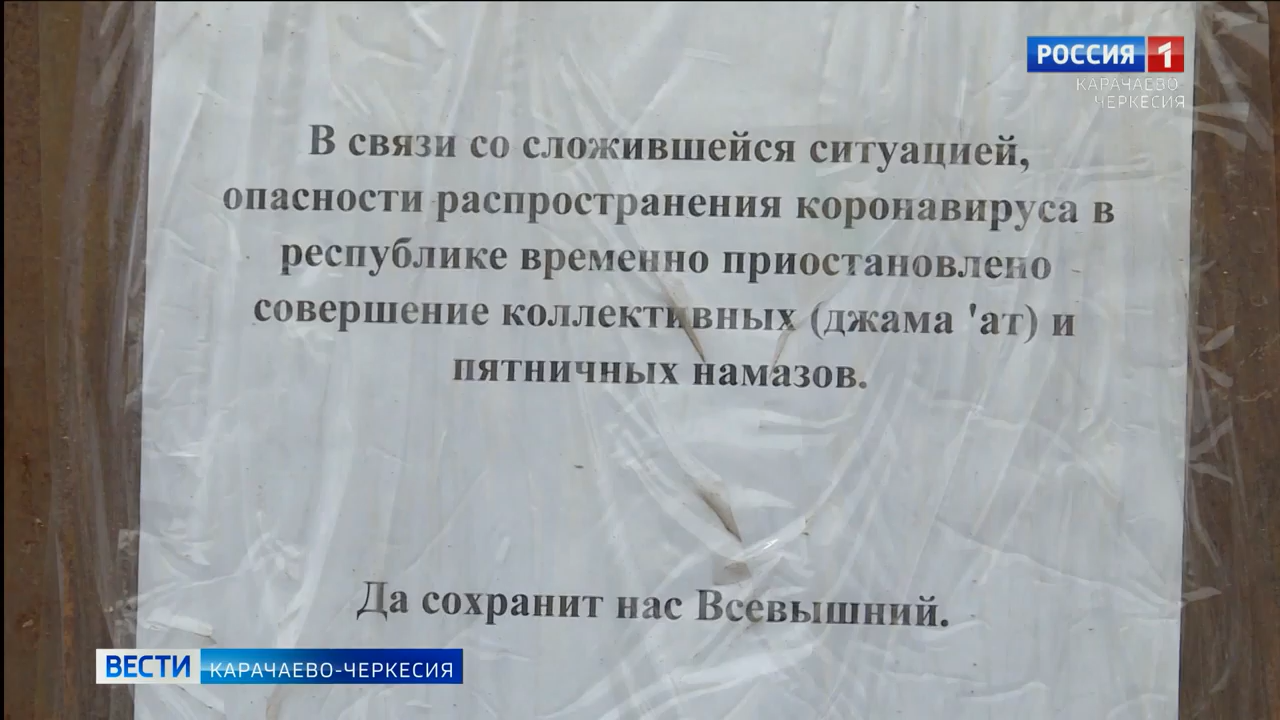 РОССИЯ 1
КАРАЧАЕВО-
ЧЕРКЕСИЯ
В связи со сложившейся ситуацией,
опасности распространения коронавируса в
республике временно приостановлено
совершение коллективных (джама 'ат) и
пятничных намазов.
Да сохранит нас Всевышний.
ВЕСТИ КАРАЧАЕВО-ЧЕРКЕСИЯ